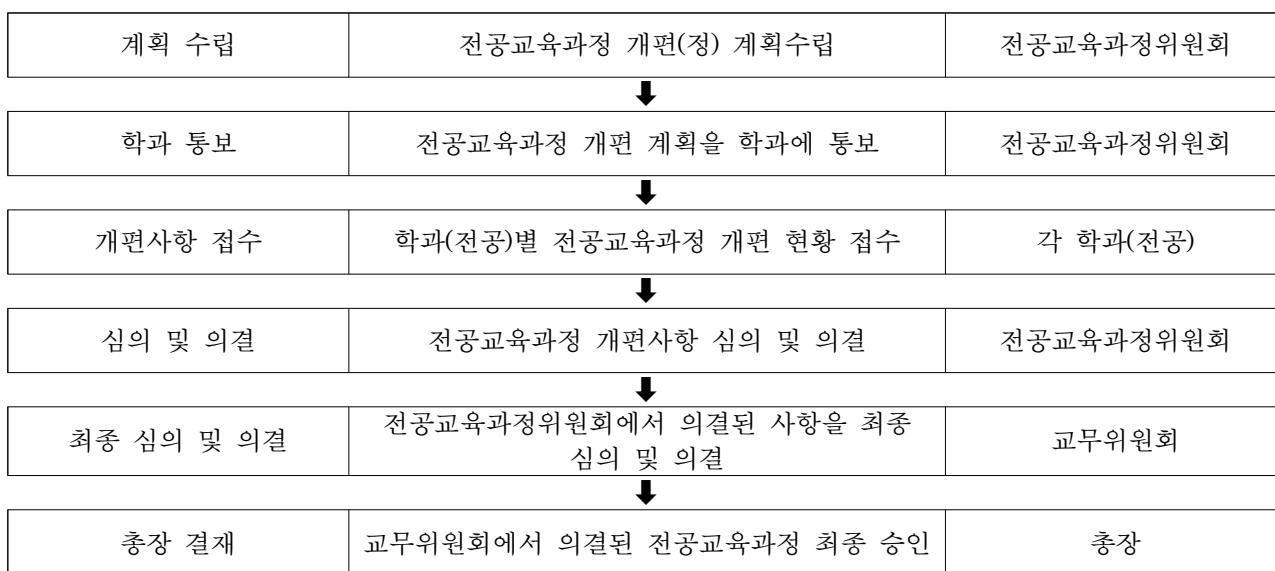 계획 수립 전공교육과정 개편(정) 계획수립 전공교육과정위원회
학과 통보 전공교육과정 개편 계획을 학과에 통보 전공교육과정위원회
개편사항 접수 학과(전공)별 전공교육과정 개편 현황 접수 각 학과(전공)
심의 및 의결 전공교육과정 개편사항 심의 및 의결 전공교육과정위원회
최종 심의 및 의결 전공교육과정위원회에서 의결된 사항을 최종
심의 및 의결 교무위원회
총장 결재 교무위원회에서 의결된 전공교육과정 최종 승인 총장